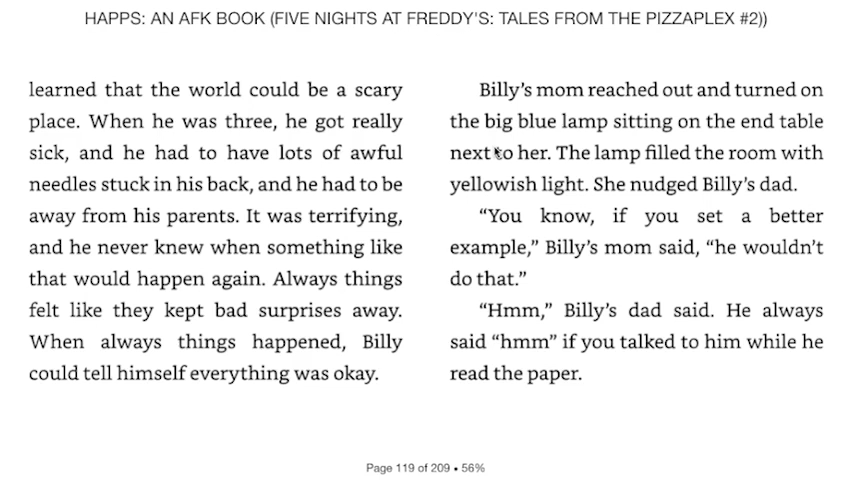 HAPPS: AN AFK BOOK (FIVE NIGHTS AT FREDDY'S: TALES FROM THE PIZZAPLEX #2))
learned that the world could be a scary
place. When he was three, he got really
sick, and he had to have lots of awful
needles stuck in his back, and he had to be
away from his parents. It was terrifying,
and he never knew when something like
that would happen again. Always things
felt like they kept bad surprises away.
When always things happened, Billy
could tell himself everything was okay.
Billy’s mom reached out and turned on
the big blue lamp sitting on the end table
next to her. The lamp filled the room with
yellowish light. She nudged Billy’s dad.
“You know, if you set a better
example,” Billy’s mom said, “he wouldn’t
do that.”
“Hmm,” Billy’s dad said. He always
said “hmm” if you talked to him while he
read the paper.
Page 119 of 209 • 56%